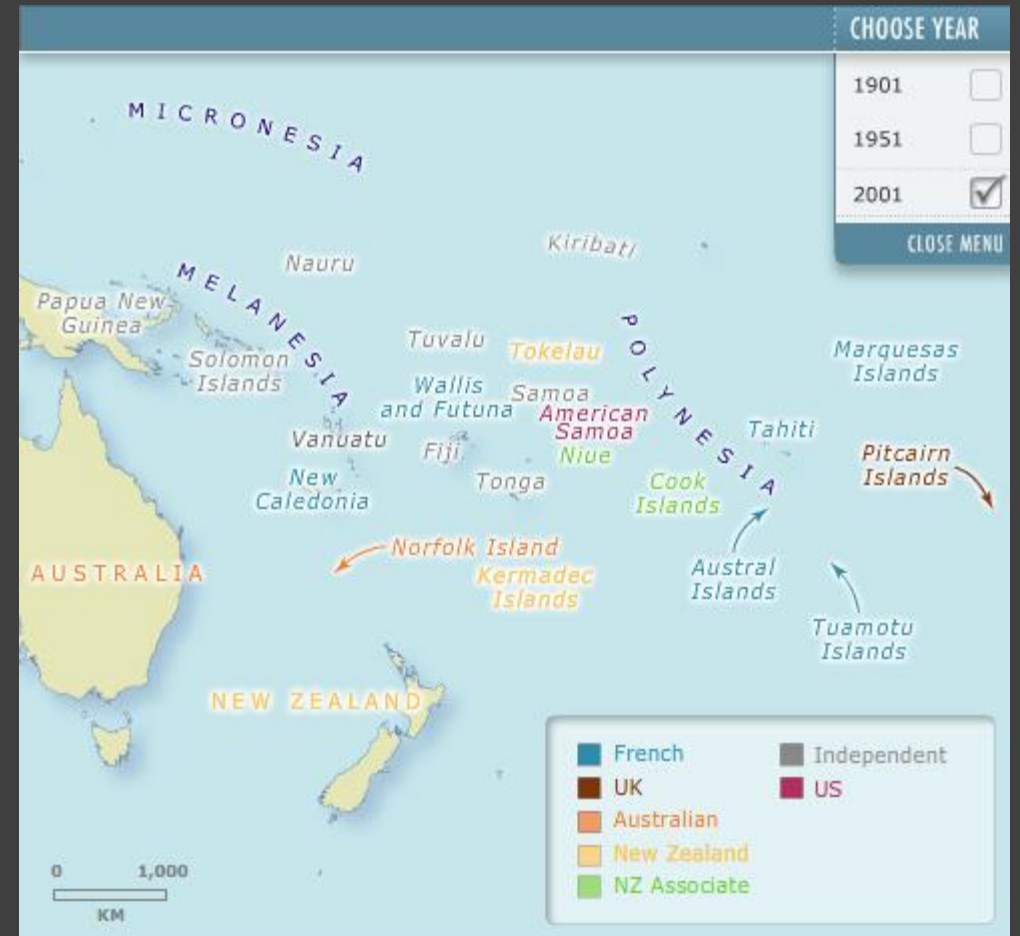 CHOOSE YEAR
1901
1951
2001
CLOSE MENU
MICRONESIA
Kiribati
Nauru
MELANESIA
Papua New
Guinea
POLYNESIA
Tuvalu
Tokelau
Marquesas
Islands
Solomon
Islands
Wallis
and Futuna
Samoa
American
Samoa
Tahiti
Vanuatu
Fiji
Niue
Pitcairn
Islands
New
Caledonia
Tonga
Cook
Islands
Norfolk Island
AUSTRALIA
Kermadec
Islands
Austral
Islands
Tuamotu
Islands
NEW ZEALAND
French
UK
Australian
New Zealand
NZ Associate
Independent
US
0 1,000
KM